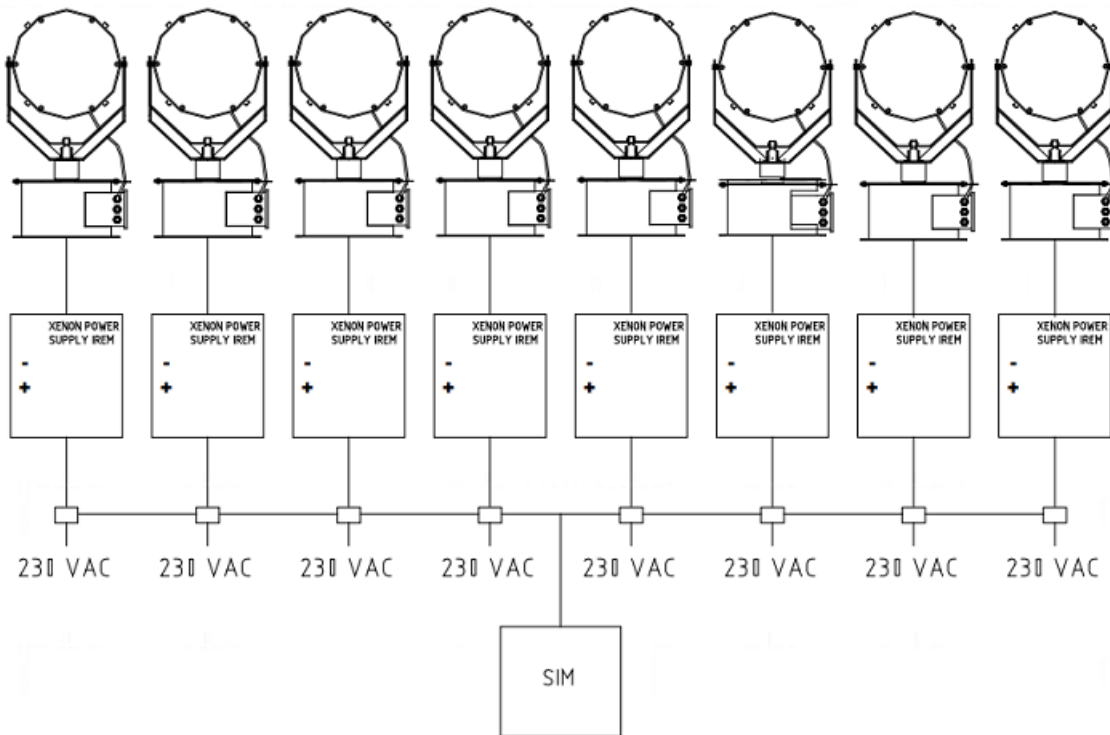 XENON POWER
SUPPLY IREM
-
+
XENON POWER
SUPPLY IREM
-
+
XENON POWER
SUPPLY IREM
-
+
XENON POWER
SUPPLY IREM
-
+
XENON POWER
SUPPLY IREM
-
+
XENON POWER
SUPPLY IREM
-
+
XENON POWER
SUPPLY IREM
-
+
XENON POWER
SUPPLY IREM
-
+
230 VAC
230 VAC
230 VAC
230 VAC
230 VAC
230 VAC
230 VAC
230 VAC
SIM